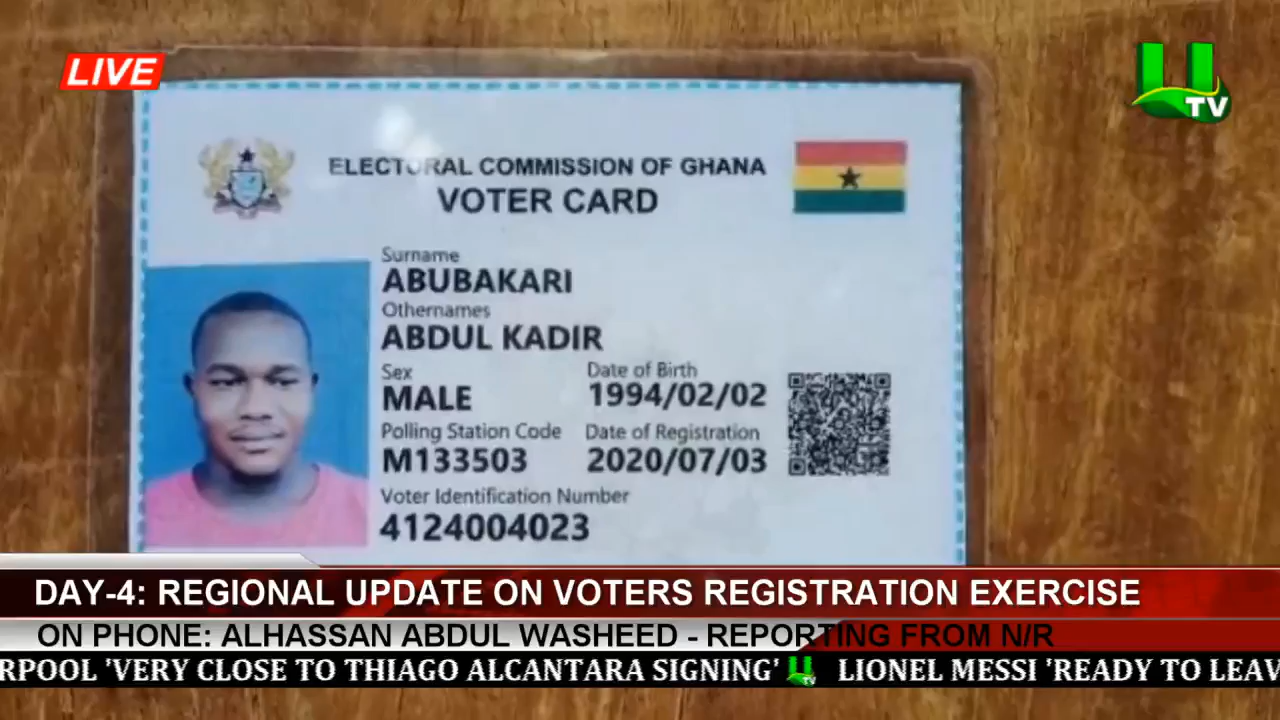 LIVE
U TV
ELECTORAL COMMISSION OF GHANA
VOTER CARD
Surname
ABUBAKARI
Othernames
ABDUL KADIR
Sex
MALE
Date of Birth
1994/02/02
Polling Station Code
M133503
Date of Registration
2020/07/03
Voter Identification Number
4124004023
DAY-4: REGIONAL UPDATE ON VOTERS REGISTRATION EXERCISE
ON PHONE: ALHASSAN ABDUL WASHEED - REPORTING FROM N/R
RPOOL 'VERY CLOSE TO THIAGO ALCANTARA SIGNING' U TV LIONEL MESSI 'READY TO LEAV